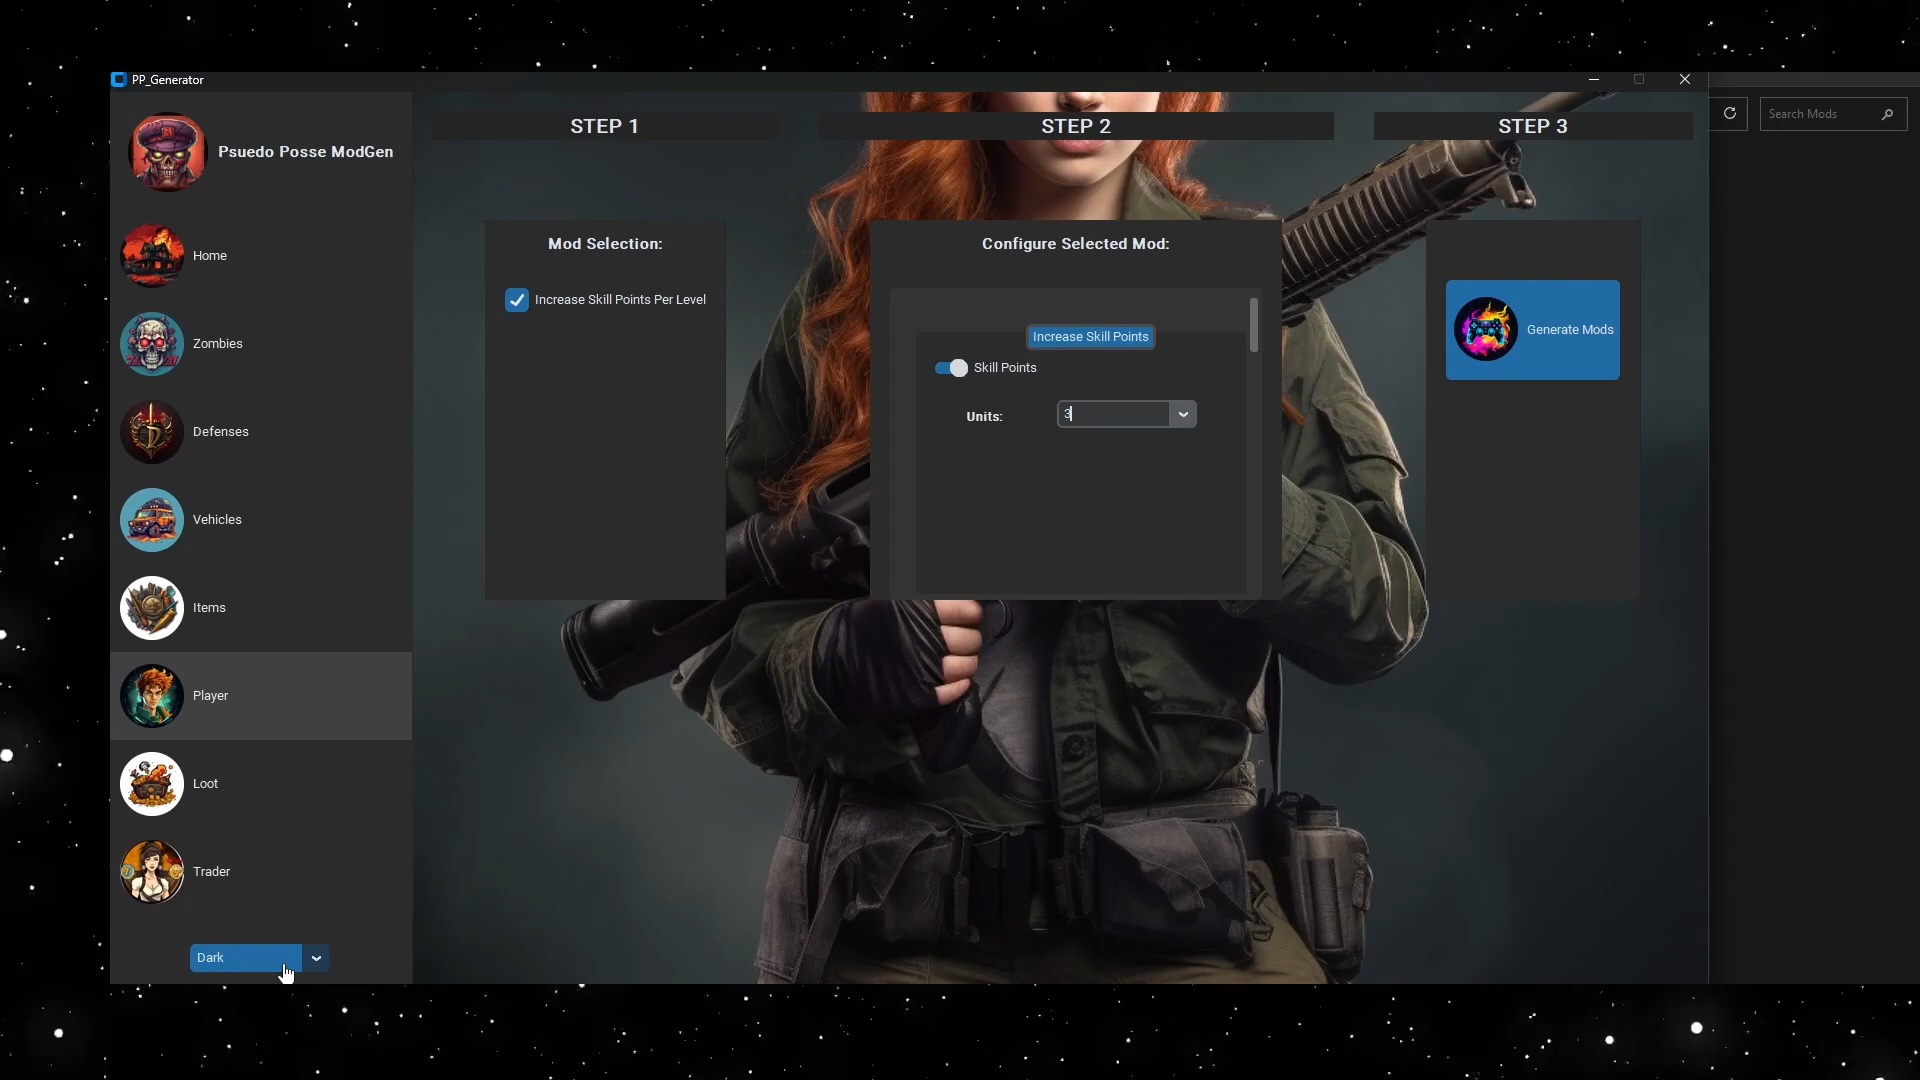 PP_Generator
Psuedo Posse ModGen
Home
Zombies
Defenses
Vehicles
Items
Player
Loot
Trader
Dark
STEP 1
Mod Selection:
Increase Skill Points Per Level
STEP 2
Configure Selected Mod:
Increase Skill Points
Skill Points
Units:
3
STEP 3
Generate Mods
Search Mods